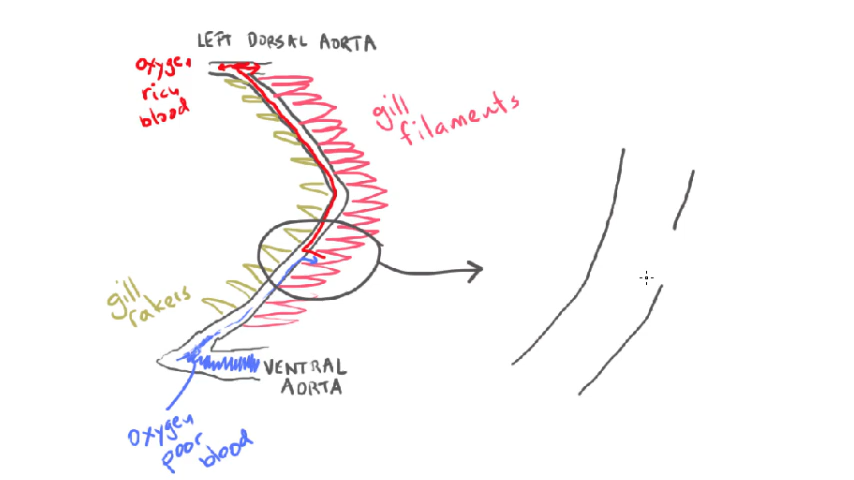 LEFT DORSAL AORTA
oxygen
rich
blood
gill
filaments
gill
rakers
VENTRAL
AORTA
oxygen
poor
blood